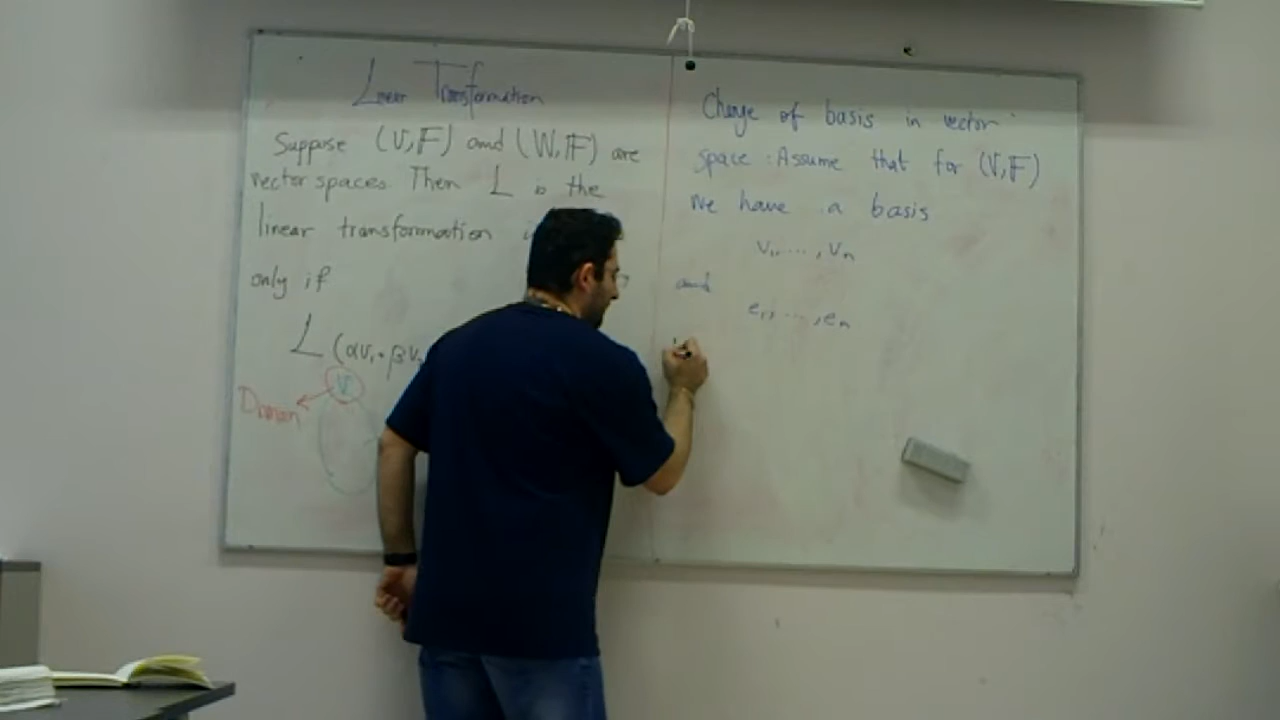 Linear Transformation
Suppose (V,F) and (W,F) are
vector spaces. Then L is the
linear transformation
only if
L (αv₁+βv₂
V
Domain
Change of basis in vector
space : Assume that for (V,F)
we have a basis
v₁, ..., vₙ
and
e₁, ..., eₙ